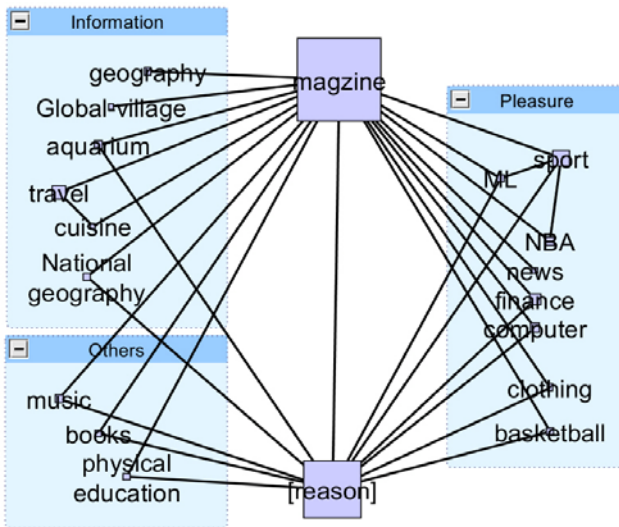 Information
geography
Global village
aquarium
travel
cuisine
National
geography
magzine
Pleasure
sport
ML
NBA
news
finance
computer
clothing
basketball
Others
music
books
physical
education
[reason]